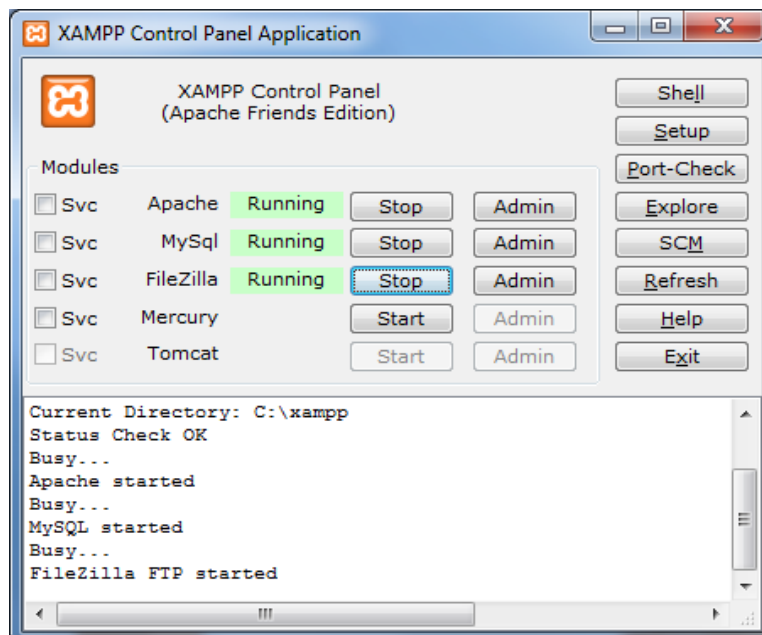 XAMPP Control Panel Application
XAMPP Control Panel
(Apache Friends Edition)
Shell
Setup
Port-Check
Explore
SCM
Refresh
Help
Exit
Modules
Svc Apache Running Stop Admin
Svc MySql Running Stop Admin
Svc FileZilla Running Stop Admin
Svc Mercury Start Admin
Svc Tomcat Start Admin
Current Directory: C:\xampp
Status Check OK
Busy...
Apache started
Busy...
MySQL started
Busy...
FileZilla FTP started